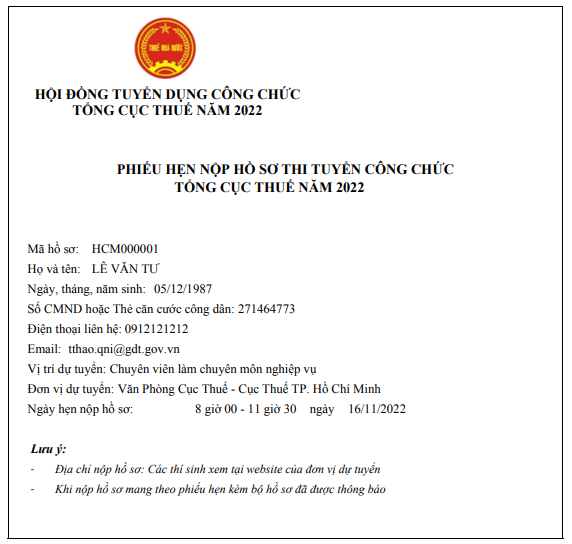 THUẾ NHÀ NƯỚC
HỘI ĐỒNG TUYỂN DỤNG CÔNG CHỨC
TỔNG CỤC THUẾ NĂM 2022
PHIẾU HẸN NỘP HỒ SƠ THI TUYỂN CÔNG CHỨC
TỔNG CỤC THUẾ NĂM 2022
Mã hồ sơ: HCM000001
Họ và tên: LÊ VĂN TƯ
Ngày, tháng, năm sinh: 05/12/1987
Số CMND hoặc Thẻ căn cước công dân: 271464773
Điện thoại liên hệ: 0912121212
Email: tthao.qni@gdt.gov.vn
Vị trí dự tuyển: Chuyên viên làm chuyên môn nghiệp vụ
Đơn vị dự tuyển: Văn Phòng Cục Thuế - Cục Thuế TP. Hồ Chí Minh
Ngày hẹn nộp hồ sơ: 8 giờ 00 - 11 giờ 30 ngày 16/11/2022
Lưu ý:
- Địa chỉ nộp hồ sơ: Các thí sinh xem tại website của đơn vị dự tuyển
- Khi nộp hồ sơ mang theo phiếu hẹn kèm bộ hồ sơ đã được thông báo